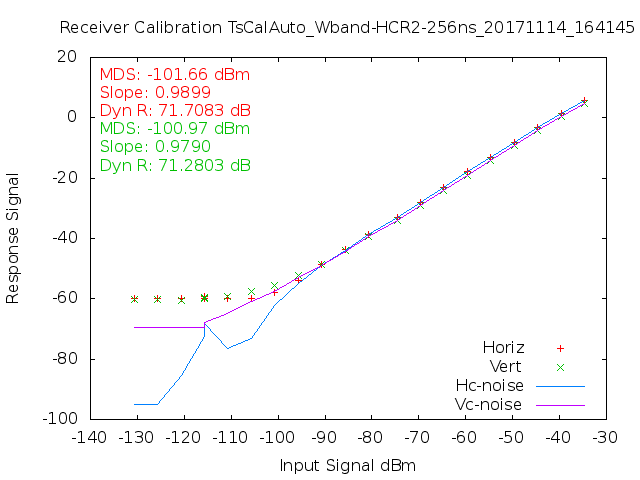 Receiver Calibration TsCalAuto_Wband-HCR2-256ns_20171114_164145
20
MDS: -101.66 dBm
Slope: 0.9899
Dyn R: 71.7083 dB
MDS: -100.97 dBm
Slope: 0.9790
Dyn R: 71.2803 dB
0
-20
-40
-60
-80
-100
Response Signal
Horiz
Vert
Hc-noise
Vc-noise
-140 -130 -120 -110 -100 -90 -80 -70 -60 -50 -40 -30
Input Signal dBm